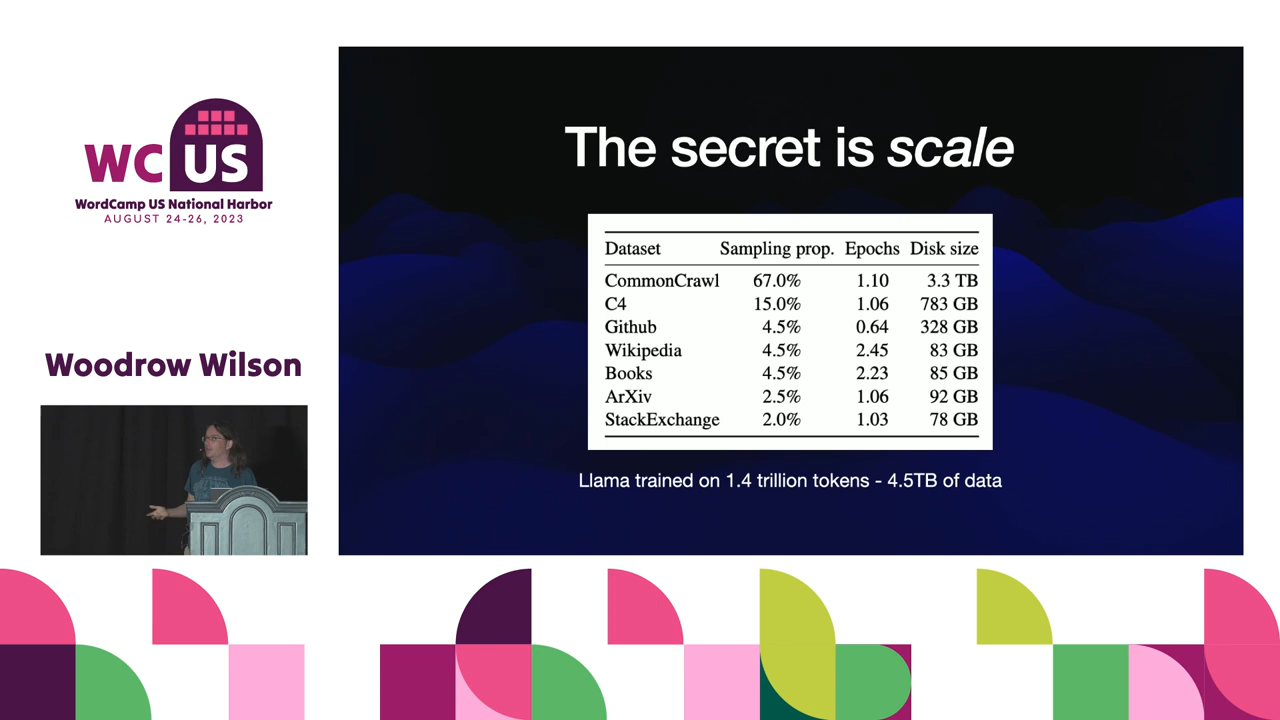 WC US
WordCamp US National Harbor
AUGUST 24-26, 2023
Woodrow Wilson
The secret is scale
Dataset Sampling prop. Epochs Disk size
CommonCrawl 67.0% 1.10 3.3 TB
C4 15.0% 1.06 783 GB
Github 4.5% 0.64 328 GB
Wikipedia 4.5% 2.45 83 GB
Books 4.5% 2.23 85 GB
ArXiv 2.5% 1.06 92 GB
StackExchange 2.0% 1.03 78 GB
Llama trained on 1.4 trillion tokens - 4.5TB of data